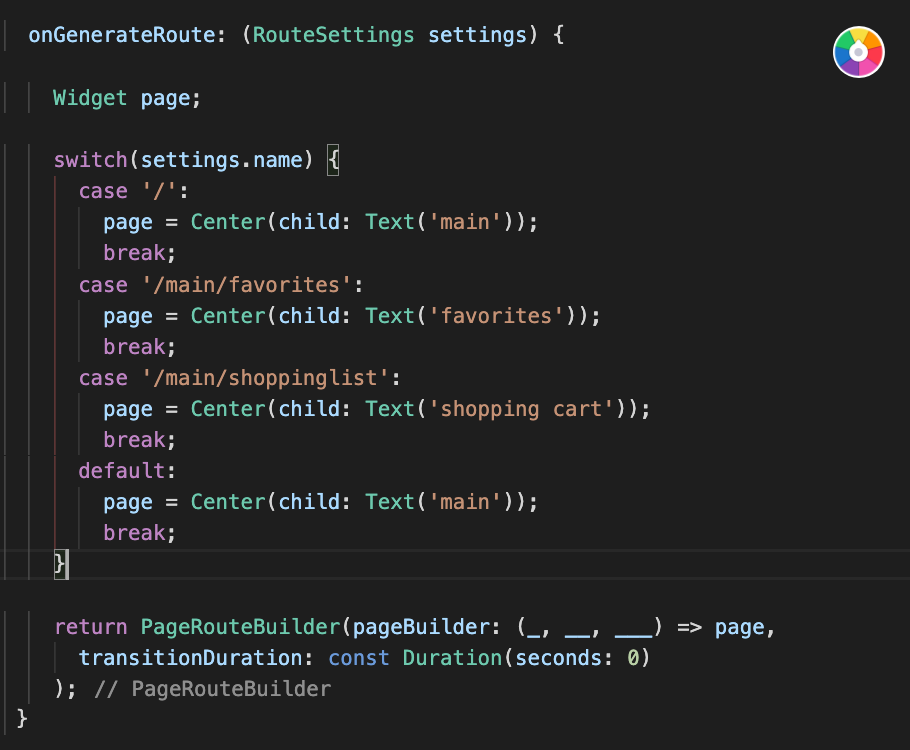 onGenerateRoute: (RouteSettings settings) {
Widget page;
switch(settings.name) {
case '/':
page = Center(child: Text('main'));
break;
case '/main/favorites':
page = Center(child: Text('favorites'));
break;
case '/main/shoppinglist':
page = Center(child: Text('shopping cart'));
break;
default:
page = Center(child: Text('main'));
break;
}
return PageRouteBuilder(pageBuilder: (_, __, ___) => page,
transitionDuration: const Duration(seconds: 0)
); // PageRouteBuilder
}